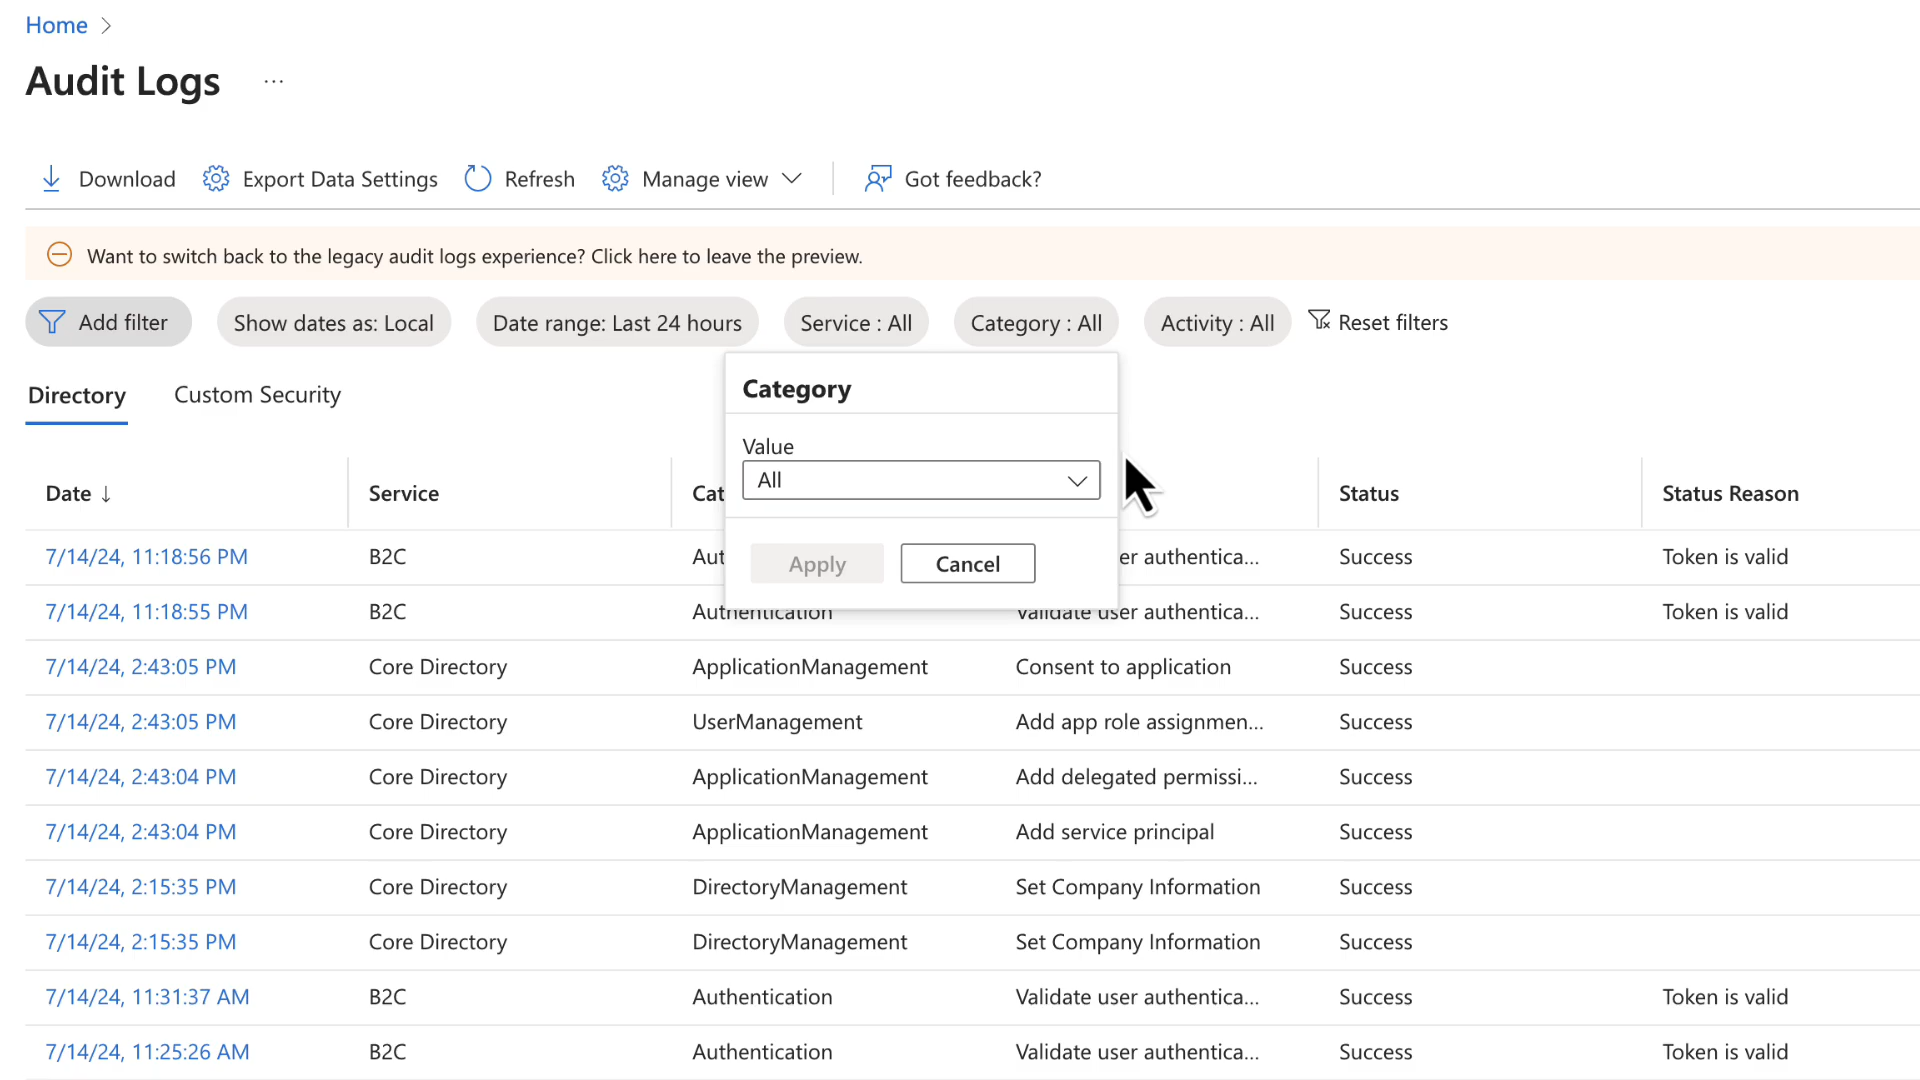 Home
Audit Logs ...
Download Export Data Settings Refresh Manage view Got feedback?
Want to switch back to the legacy audit logs experience? Click here to leave the preview.
Add filter Show dates as: Local Date range: Last 24 hours Service : All Category : All Activity : All Reset filters
Directory Custom Security
Category
Value
All
Apply Cancel
Date ↓ Service Cat Status Status Reason
7/14/24, 11:18:56 PM B2C Aut er authentica... Success Token is valid
7/14/24, 11:18:55 PM B2C Authentication Validate user authentica... Success Token is valid
7/14/24, 2:43:05 PM Core Directory ApplicationManagement Consent to application Success
7/14/24, 2:43:05 PM Core Directory UserManagement Add app role assignmen... Success
7/14/24, 2:43:04 PM Core Directory ApplicationManagement Add delegated permissi... Success
7/14/24, 2:43:04 PM Core Directory ApplicationManagement Add service principal Success
7/14/24, 2:15:35 PM Core Directory DirectoryManagement Set Company Information Success
7/14/24, 2:15:35 PM Core Directory DirectoryManagement Set Company Information Success
7/14/24, 11:31:37 AM B2C Authentication Validate user authentica... Success Token is valid
7/14/24, 11:25:26 AM B2C Authentication Validate user authentica... Success Token is valid